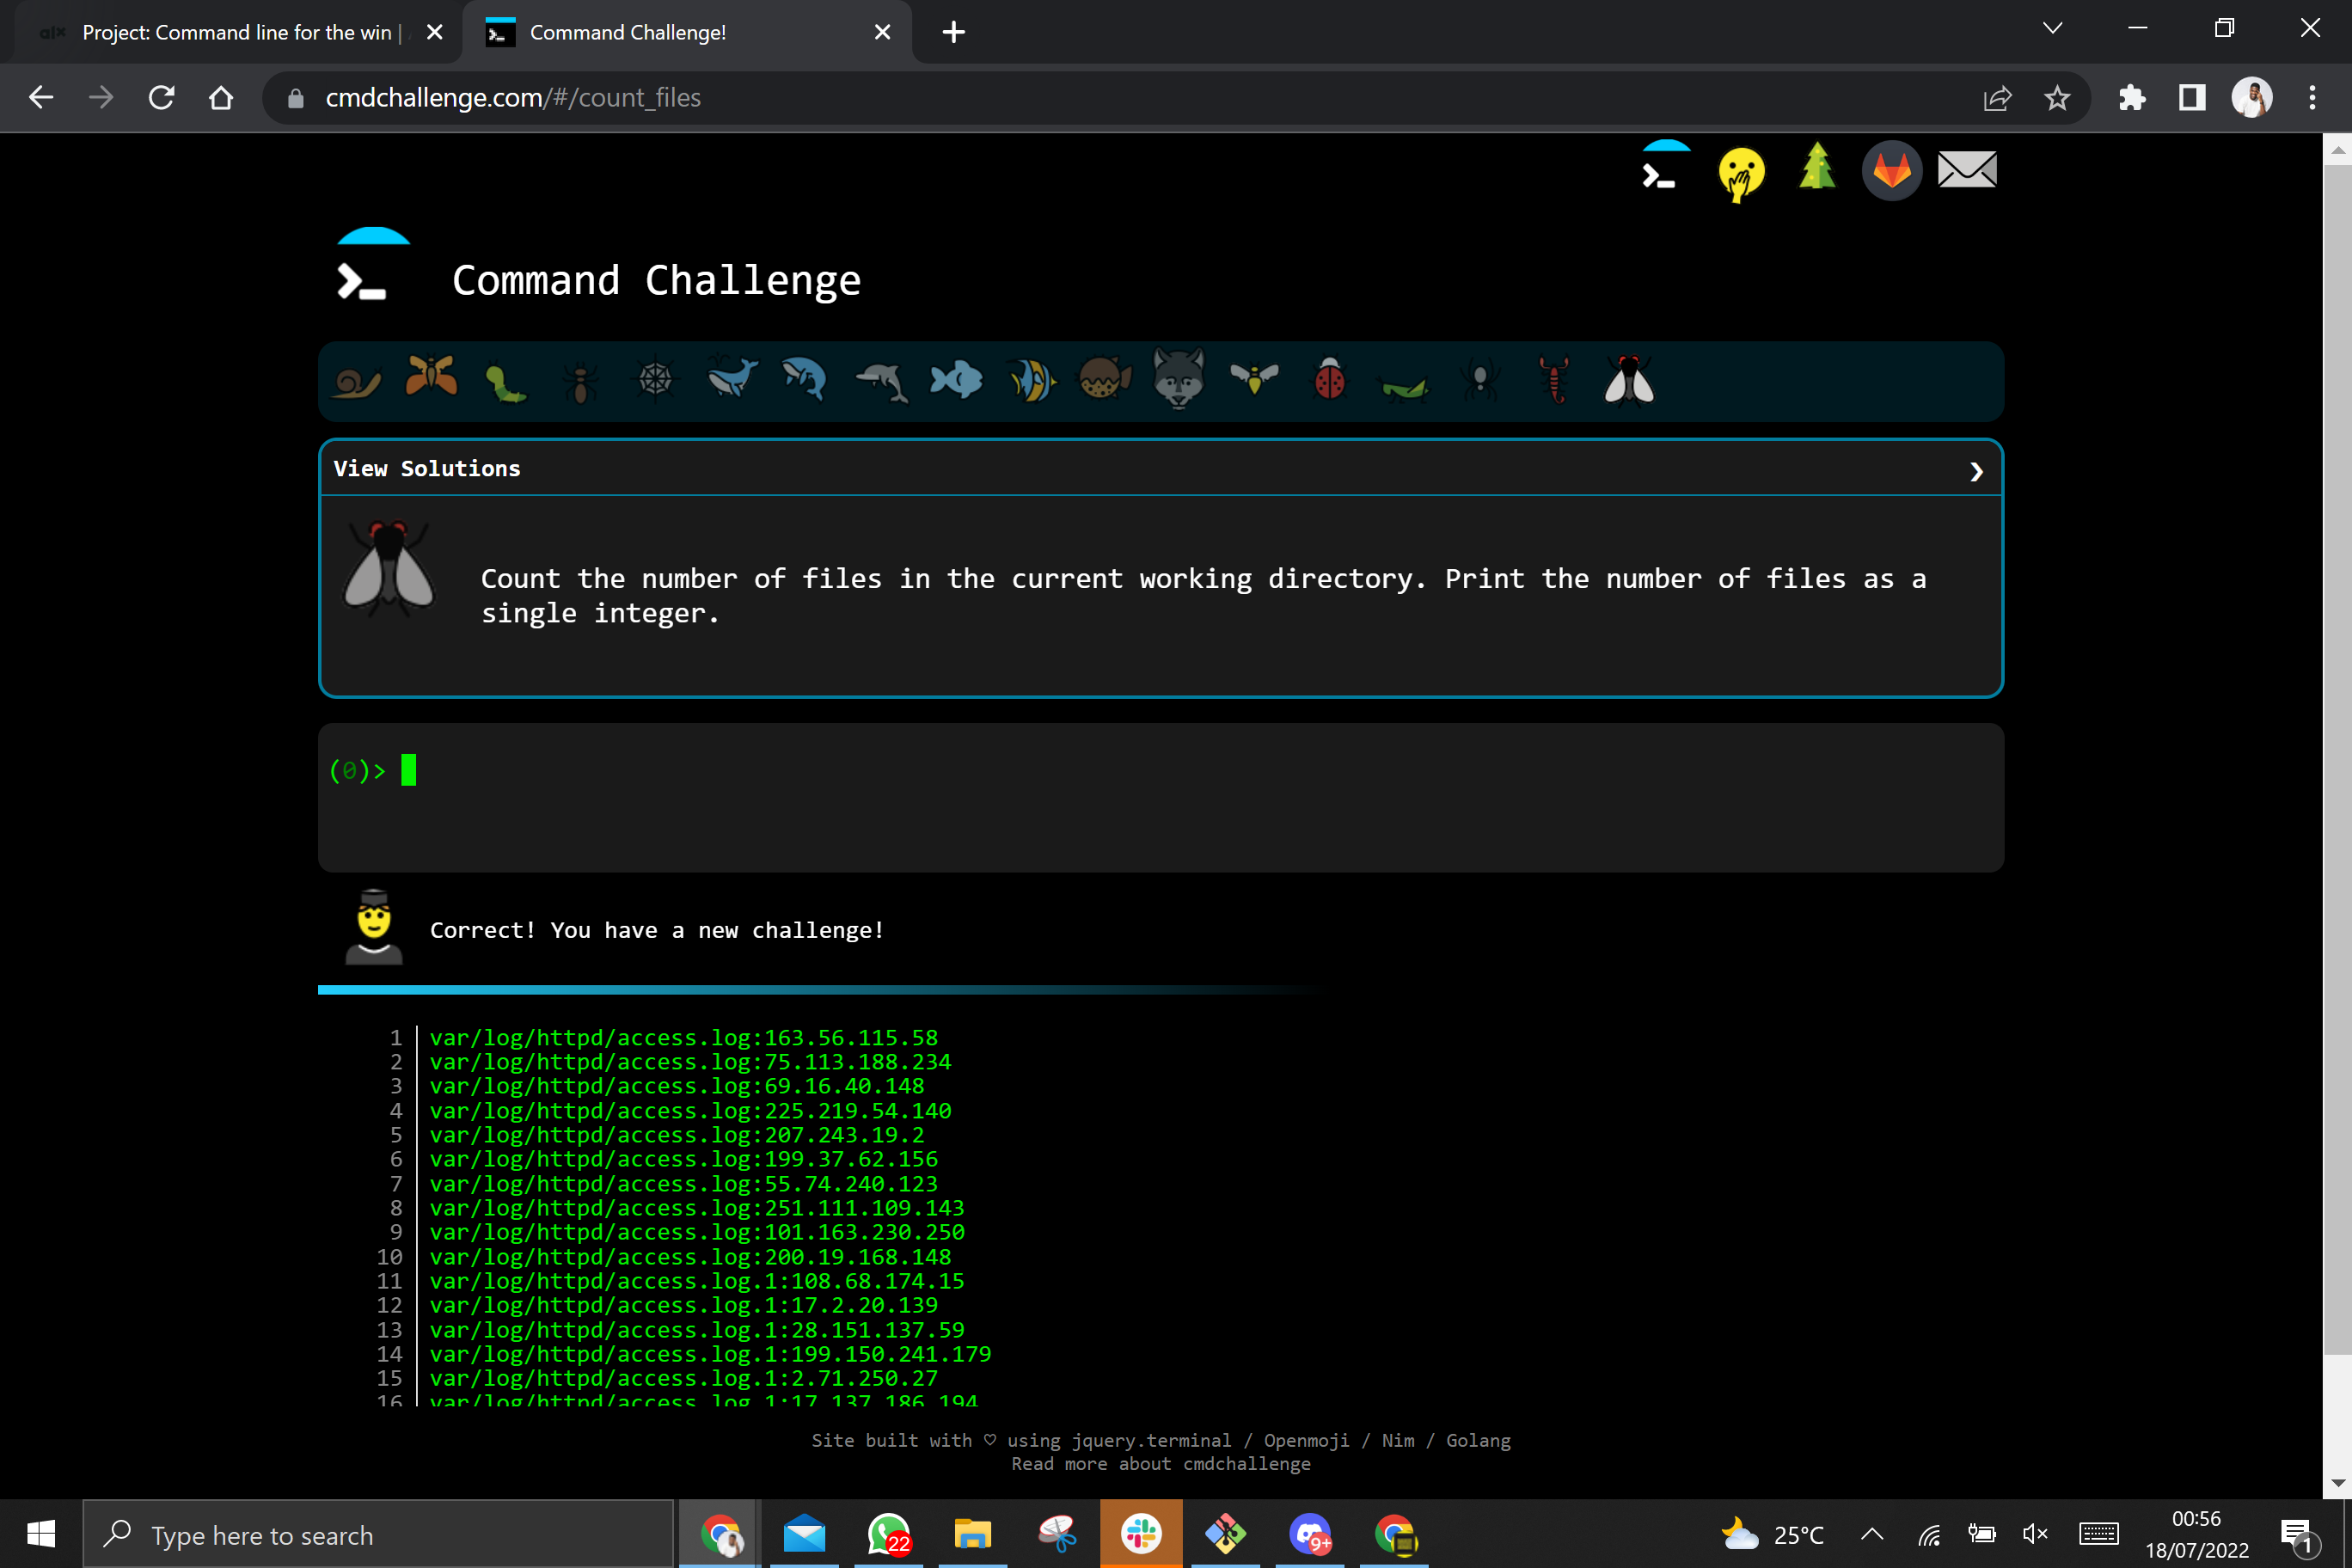 alx Project: Command line for the win |
Command Challenge!
cmdchallenge.com/#/count_files
Command Challenge
View Solutions
Count the number of files in the current working directory. Print the number of files as a
single integer.
(0)>
Correct! You have a new challenge!
1 var/log/httpd/access.log:163.56.115.58
2 var/log/httpd/access.log:75.113.188.234
3 var/log/httpd/access.log:69.16.40.148
4 var/log/httpd/access.log:225.219.54.140
5 var/log/httpd/access.log:207.243.19.2
6 var/log/httpd/access.log:199.37.62.156
7 var/log/httpd/access.log:55.74.240.123
8 var/log/httpd/access.log:251.111.109.143
9 var/log/httpd/access.log:101.163.230.250
10 var/log/httpd/access.log:200.19.168.148
11 var/log/httpd/access.log.1:108.68.174.15
12 var/log/httpd/access.log.1:17.2.20.139
13 var/log/httpd/access.log.1:28.151.137.59
14 var/log/httpd/access.log.1:199.150.241.179
15 var/log/httpd/access.log.1:2.71.250.27
16 var/log/httpd/access.log.1:17.137.186.194
Site built with ♡ using jquery.terminal / Openmoji / Nim / Golang
Read more about cmdchallenge
Type here to search
22
9+
25°C
00:56
18/07/2022
1